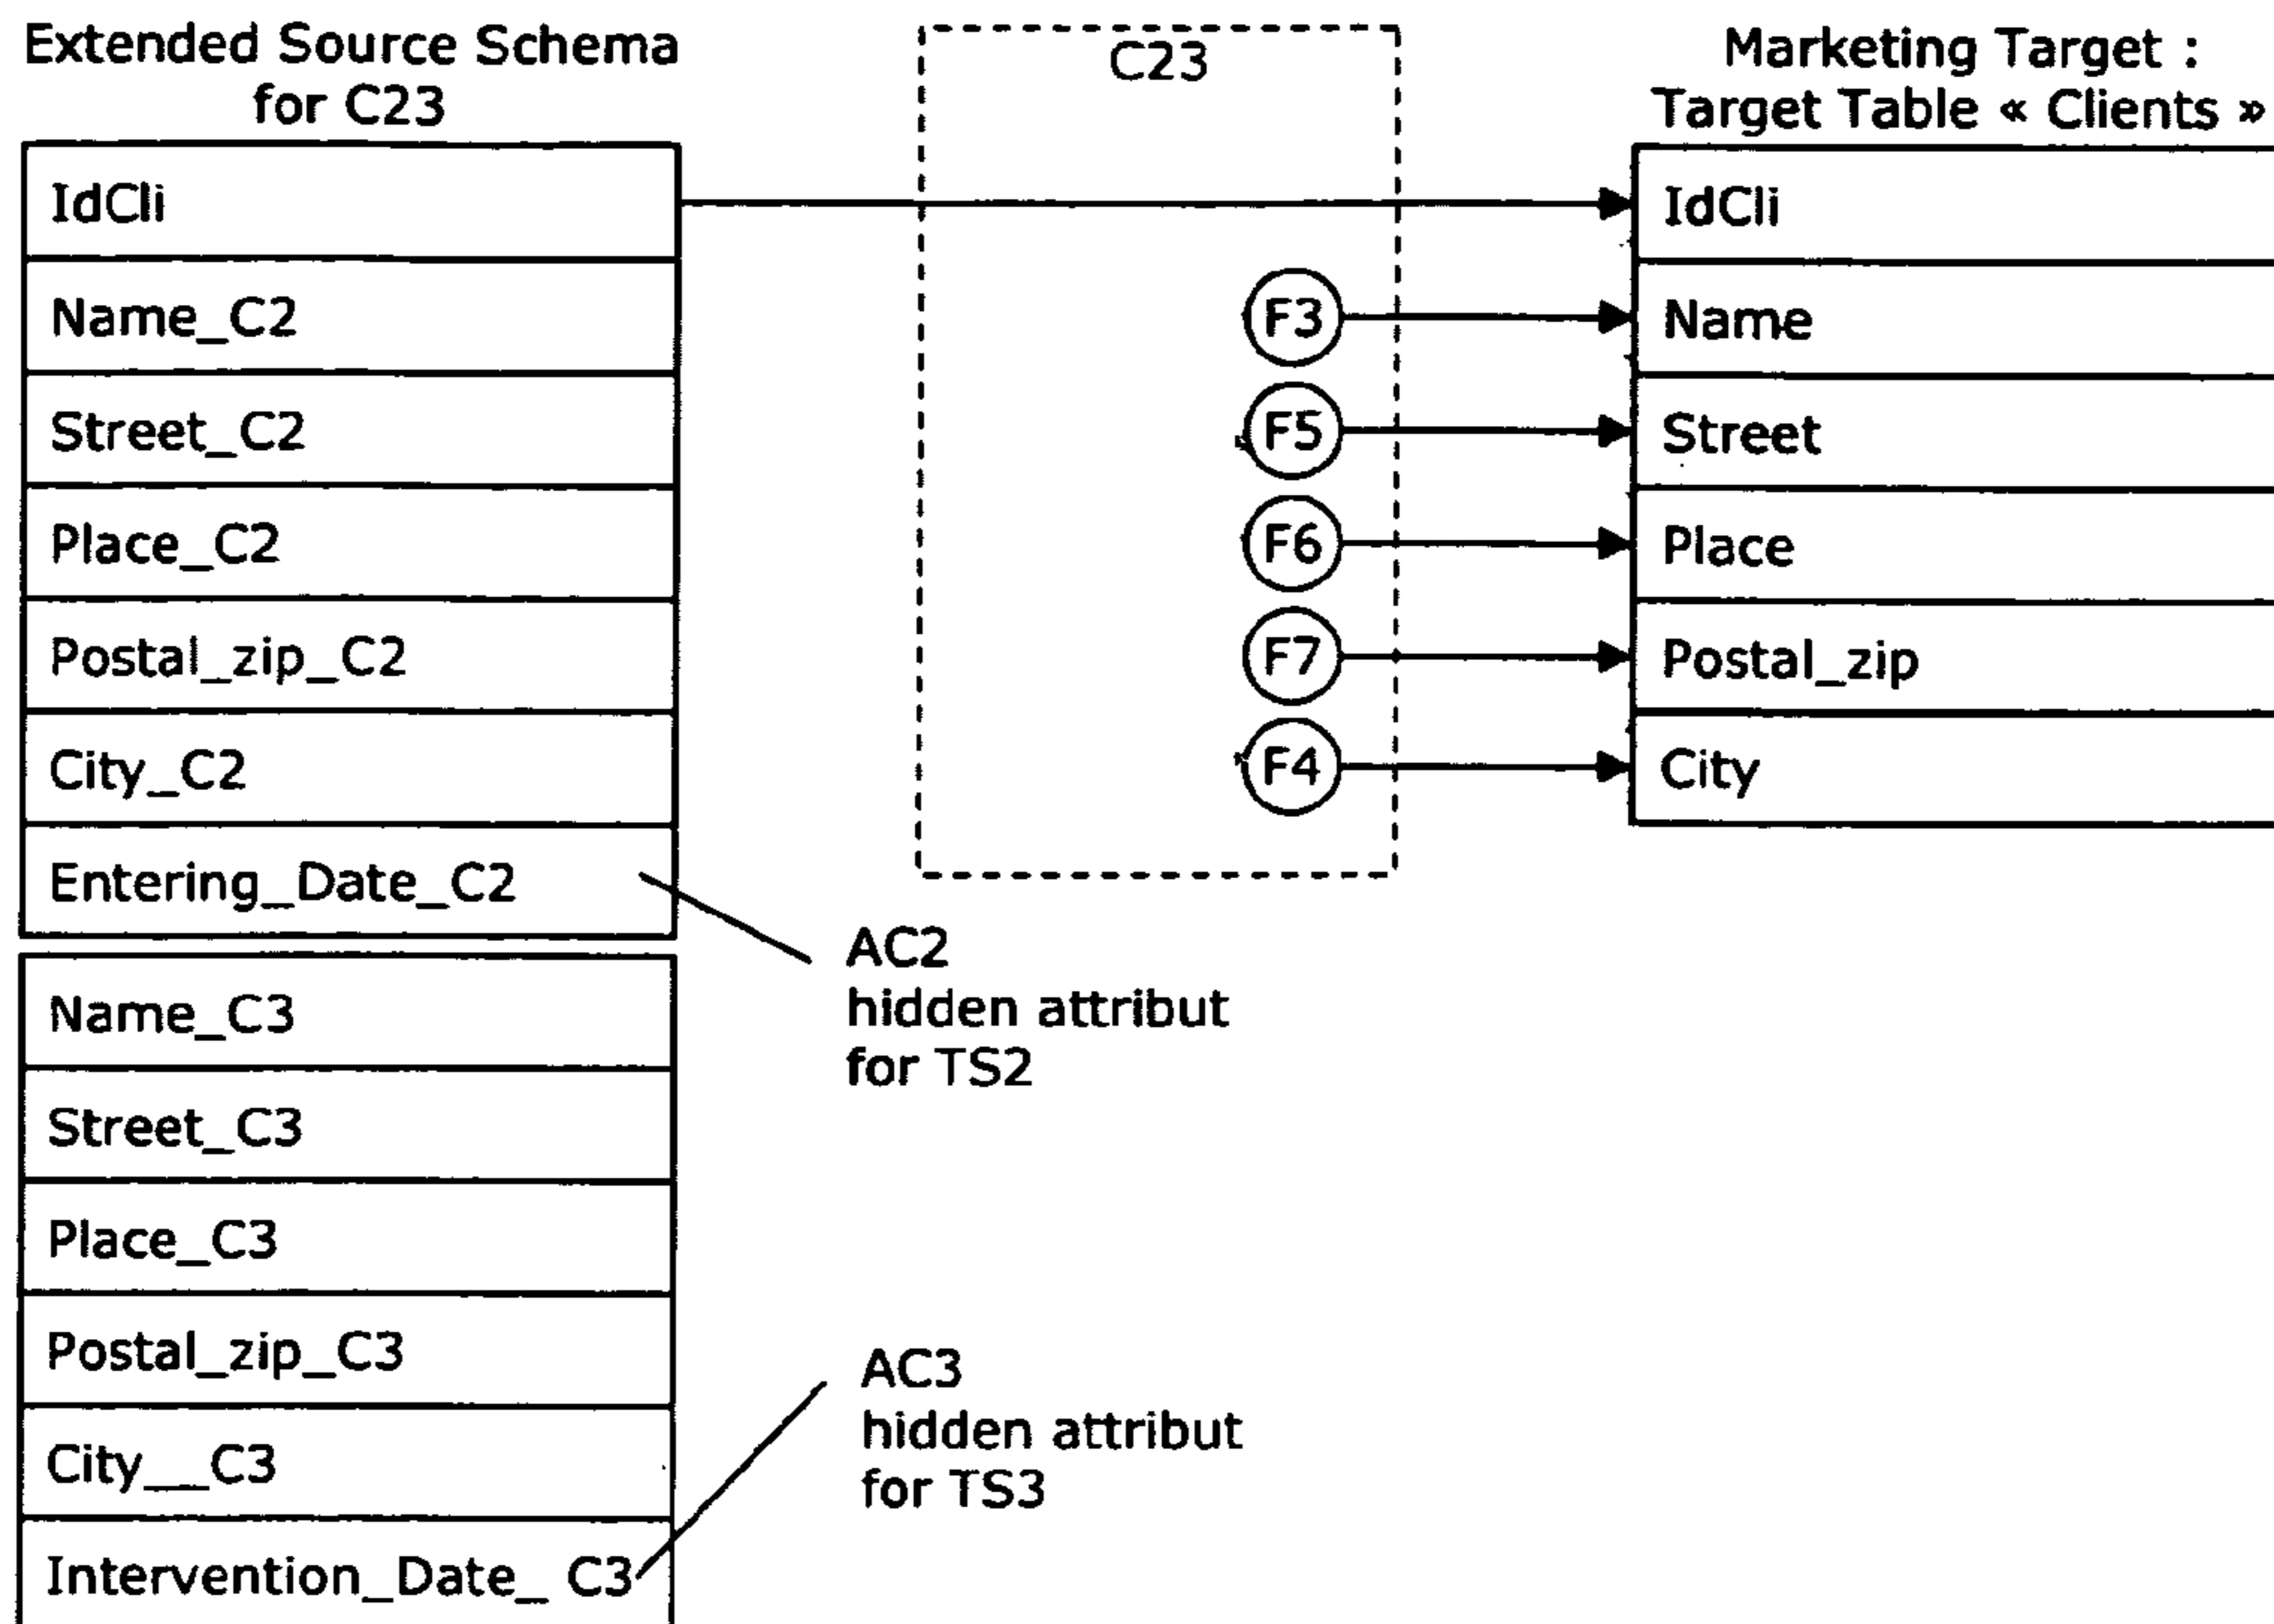 Extended Source Schema
for C23
IdCli
Name_C2
Street_C2
Place_C2
Postal_zip_C2
City_C2
Entering_Date_C2
Name_C3
Street_C3
Place_C3
Postal_zip_C3
City__C3
Intervention_Date_ C3
C23
F3
F5
F6
F7
F4
AC2
hidden attribut
for TS2
AC3
hidden attribut
for TS3
Marketing Target :
Target Table « Clients »
IdCli
Name
Street
Place
Postal_zip
City